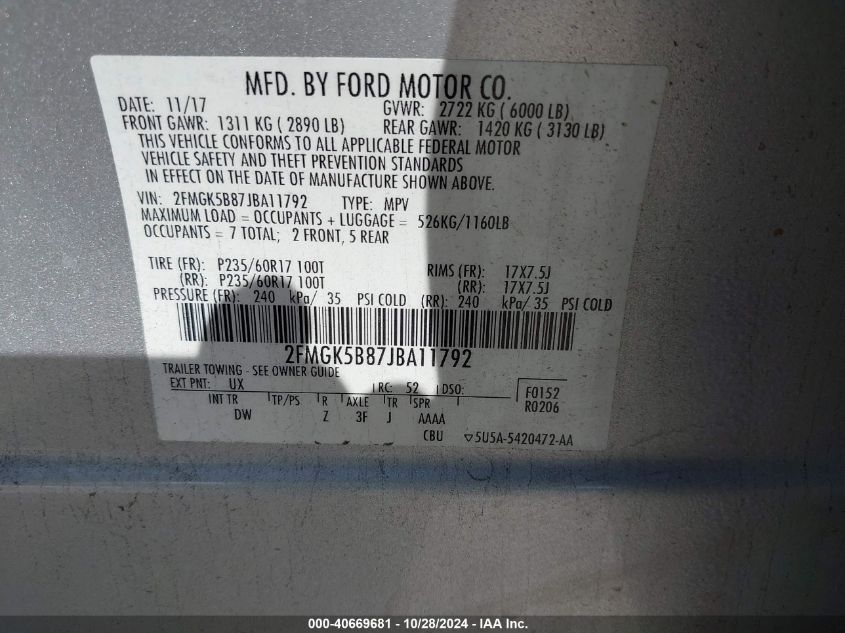 MFD. BY FORD MOTOR CO.
DATE: 11/17 GVWR: 2722 KG ( 6000 LB)
FRONT GAWR: 1311 KG ( 2890 LB) REAR GAWR: 1420 KG ( 3130 LB)
THIS VEHICLE CONFORMS TO ALL APPLICABLE FEDERAL MOTOR
VEHICLE SAFETY AND THEFT PREVENTION STANDARDS
IN EFFECT ON THE DATE OF MANUFACTURE SHOWN ABOVE.
VIN: 2FMGK5B87JBA11792 TYPE: MPV
MAXIMUM LOAD = OCCUPANTS + LUGGAGE = 526KG/1160LB
OCCUPANTS = 7 TOTAL; 2 FRONT, 5 REAR
TIRE (FR): P235/60R17 100T RIMS (FR): 17X7.5J
(RR): P235/60R17 100T (RR): 17X7.5J
PRESSURE (FR): 240 kPa/ 35 PSI COLD (RR): 240 kPa/ 35 PSI COLD
2FMGK5B87JBA11792
TRAILER TOWING - SEE OWNER GUIDE
EXT PNT: UX RC: 52 DSO: F0152
INT TR TP/PS R AXLE TR SPR R0206
DW Z 3F J AAAA
CBU ▽5U5A-5420472-AA
000-40669681 - 10/28/2024 - IAA Inc.